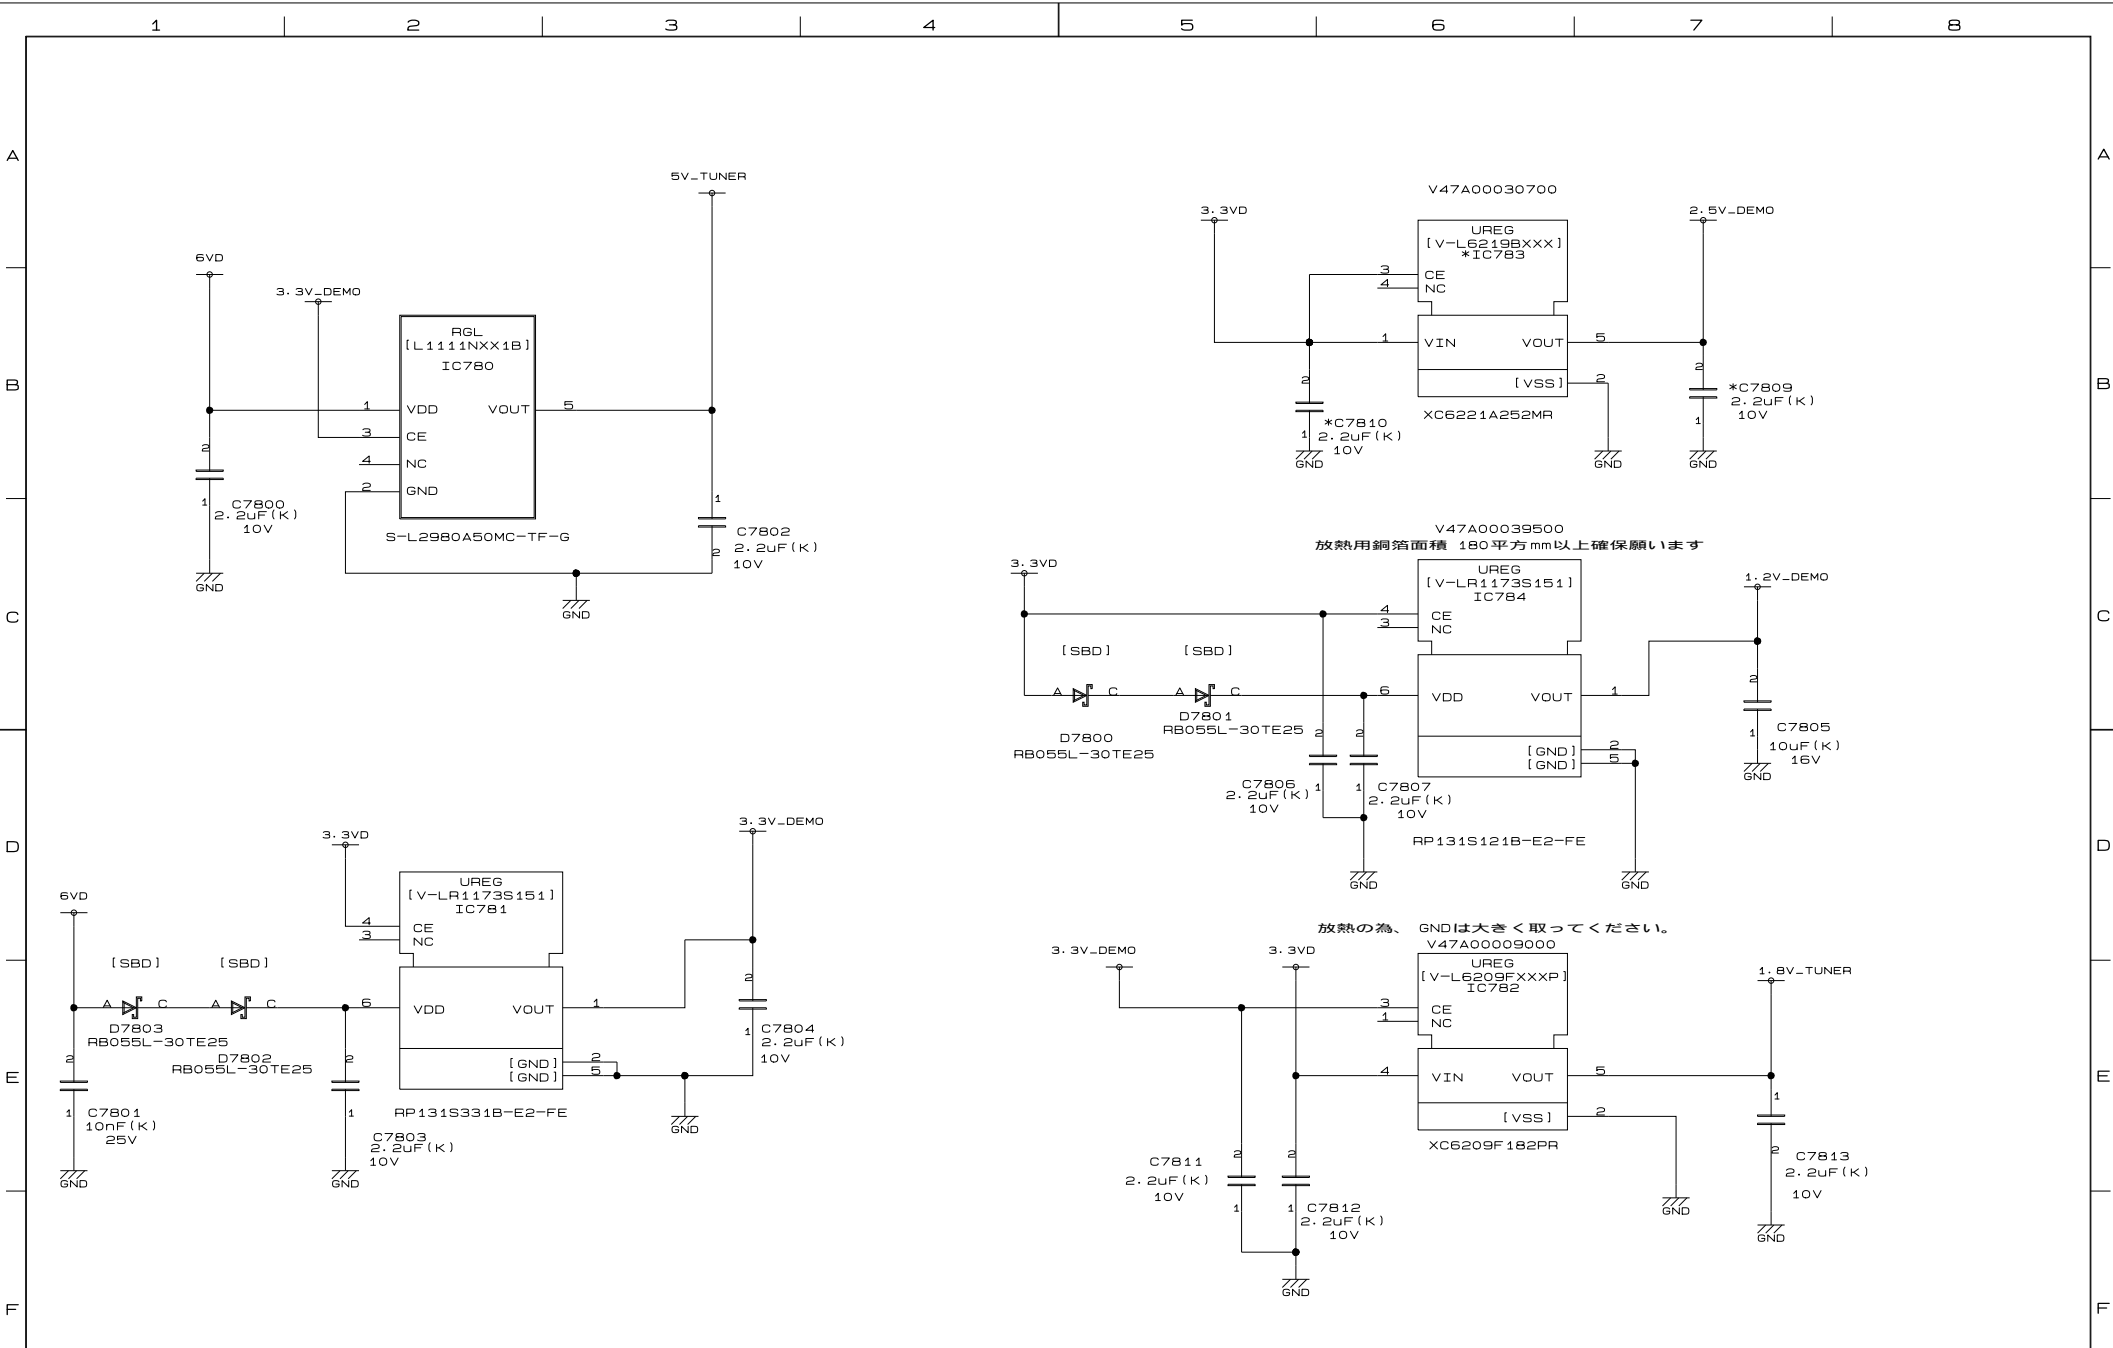 1 2 3 4 5 6 7 8
A
A
B
B
C
C
D
D
E
E
F
F
5V_TUNER
6VD
3.3V_DEMO
RGL
[L1111NXX1B]
IC780
1 VDD VOUT 5
3 CE
4 NC
2 GND
S-L2980A50MC-TF-G
2
1
C7800
2.2uF(K)
10V
GND
GND
1
2
C7802
2.2uF(K)
10V
V47A00030700
3.3VD
2.5V_DEMO
UREG
[V-L6219BXXX]
*IC783
3 CE
4 NC
1 VIN VOUT 5
[VSS] 2
XC6221A252MR
2
1
*C7810
2.2uF(K)
10V
GND
GND
2
1
*C7809
2.2uF(K)
10V
GND
V47A00039500
放熱用銅箔面積 180平方mm以上確保願います
3.3VD
1.2V_DEMO
UREG
[V-LR1173S151]
IC784
4 CE
3 NC
[SBD] [SBD]
A C A C
6 VDD VOUT 1
D7801
RB055L-30TE25
D7800
RB055L-30TE25
[GND] 2
[GND] 5
2
1
C7806
2.2uF(K)
10V
2
1
C7807
2.2uF(K)
10V
GND
RP131S121B-E2-FE
GND
2
1
C7805
10uF(K)
16V
GND
3.3VD
3.3V_DEMO
6VD
UREG
[V-LR1173S151]
IC781
4 CE
3 NC
[SBD] [SBD]
A C A C
6 VDD VOUT 1
D7803
RB055L-30TE25
D7802
RB055L-30TE25
[GND] 2
[GND] 5
RP131S331B-E2-FE
2
1
C7801
10nF(K)
25V
GND
2
1
C7803
2.2uF(K)
10V
GND
GND
2
1
C7804
2.2uF(K)
10V
放熱の為、 GNDは大きく取ってください。
V47A00009000
3.3V_DEMO
3.3VD
1.8V_TUNER
UREG
[V-L6209FXXXP]
IC782
3 CE
1 NC
4 VIN VOUT 5
[VSS] 2
XC6209F182PR
2
1
C7811
2.2uF(K)
10V
2
1
C7812
2.2uF(K)
10V
GND
GND
1
2
C7813
2.2uF(K)
10V
GND